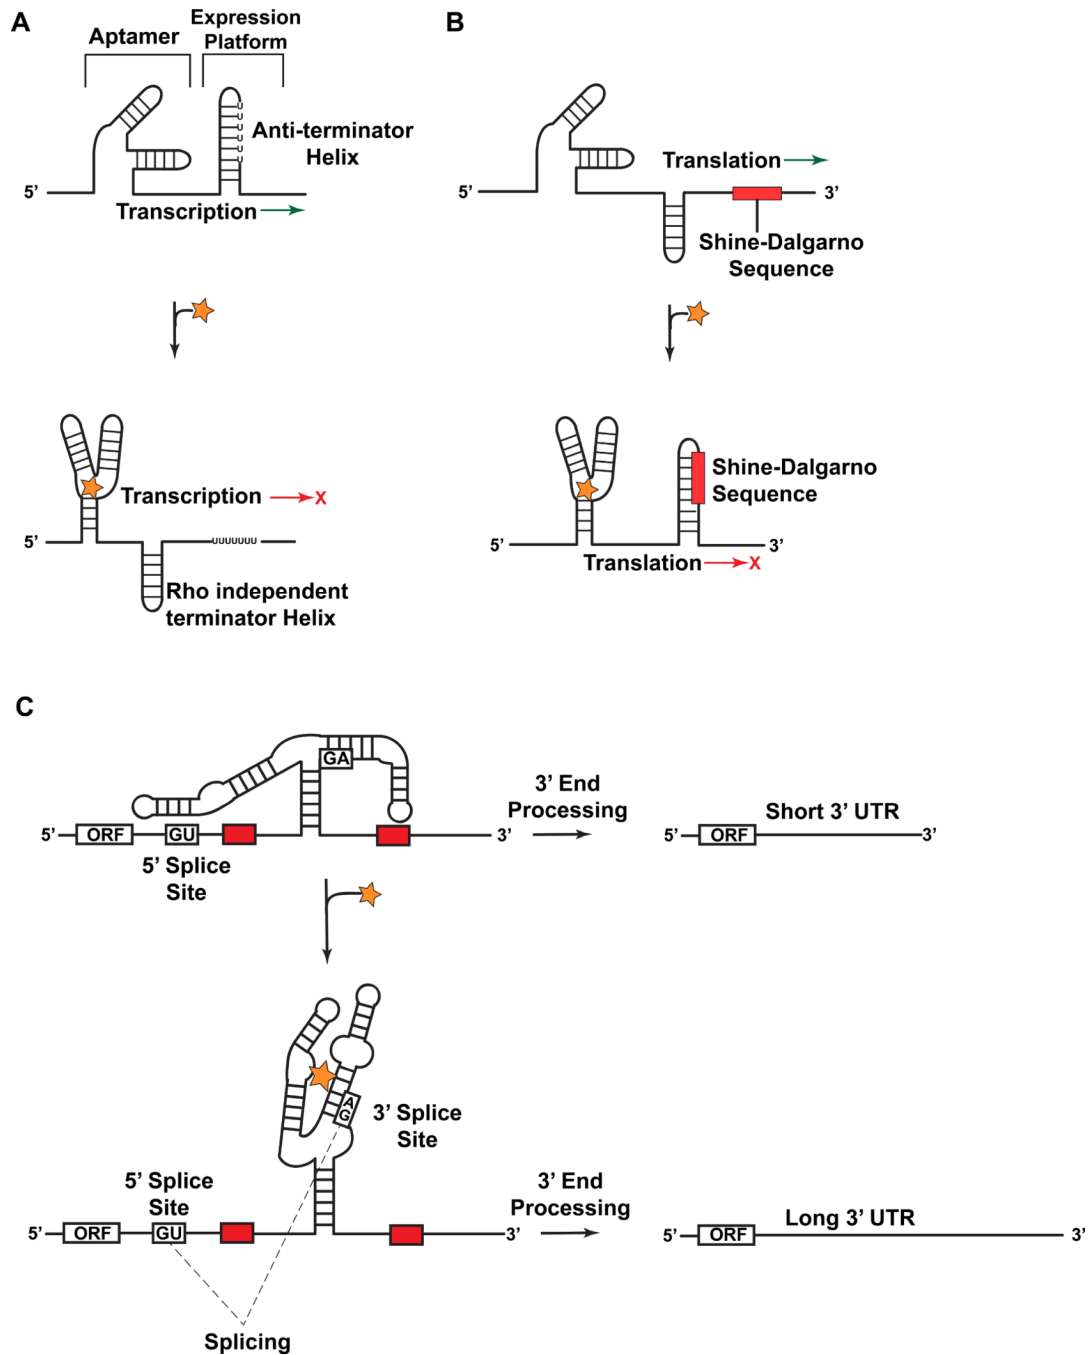 A
Aptamer
Expression
Platform
Anti-terminator
Helix
5’
Transcription
Transcription
X
5’
UUUUUUU
Rho independent
terminator Helix
B
Translation
5’
3’
Shine-Dalgarno
Sequence
Shine-Dalgarno
Sequence
5’
3’
Translation
X
C
GA
5’
ORF
GU
3’
5’ Splice
Site
3’ End
Processing
Short 3’ UTR
5’
ORF
3’
AG
3’ Splice
Site
5’ Splice
Site
5’
ORF
GU
3’
Splicing
3’ End
Processing
Long 3’ UTR
5’
ORF
3’